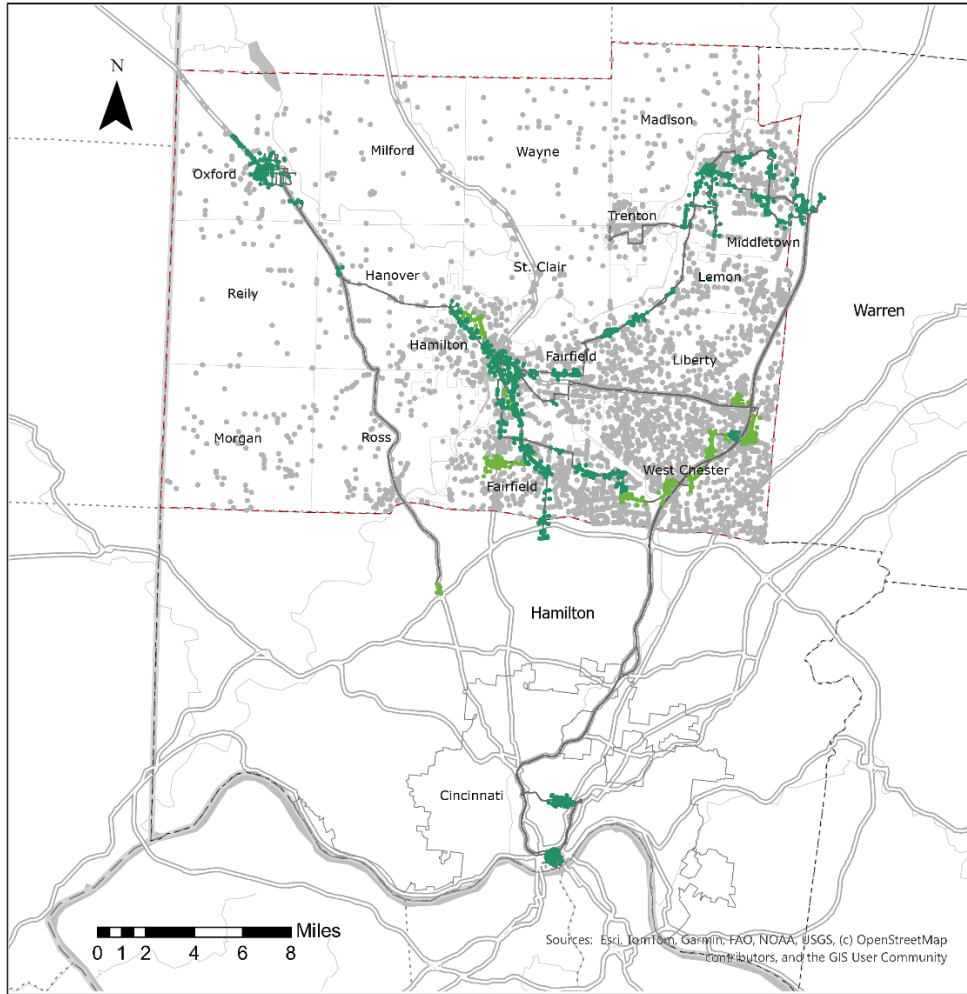 N
Madison
Milford
Wayne
Oxford
Trenton
Middletown
Hanover
St. Clair
Lemon
Reily
Warren
Hamilton
Fairfield
Liberty
Morgan
Ross
West Chester
Fairfield
Hamilton
Cincinnati
Miles
0 1 2 4 6 8
Sources: Esri, TomTom, Garmin, FAO, NOAA, USGS, (c) OpenStreetMap
contributors, and the GIS User Community